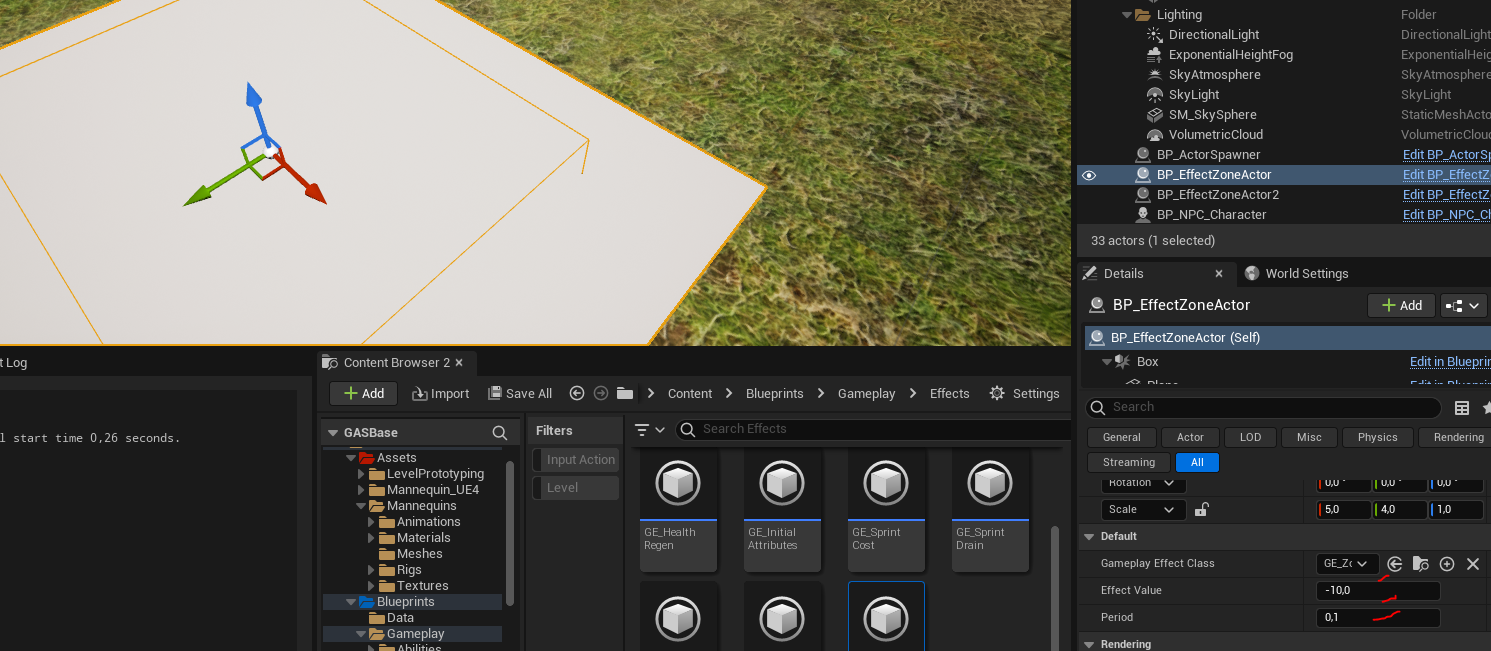 Lighting Folder
DirectionalLight DirectionalLight
ExponentialHeightFog ExponentialHeig
SkyAtmosphere SkyAtmosphere
SkyLight SkyLight
SM_SkySphere StaticMeshActo
VolumetricCloud VolumetricCloud
BP_ActorSpawner Edit BP_ActorSp
BP_EffectZoneActor Edit BP_EffectZ
BP_EffectZoneActor2 Edit BP_EffectZ
BP_NPC_Character Edit BP_NPC_Ch
33 actors (1 selected)
Details World Settings
BP_EffectZoneActor Add
BP_EffectZoneActor (Self)
Box Edit in Blueprin
Search
General Actor LOD Misc Physics Rendering
Streaming All
Rotation 0,0 ° 0,0 ° 0,0 °
Scale 5,0 4,0 1,0
Default
Gameplay Effect Class GE_Zo
Effect Value -10,0
Period 0,1
Rendering
t Log
l start time 0,26 seconds.
Content Browser 2
Add Import Save All Content Blueprints Gameplay Effects Settings
GASBase
Assets
LevelPrototyping
Mannequin_UE4
Mannequins
Animations
Materials
Meshes
Rigs
Textures
Blueprints
Data
Gameplay
Abilities
Filters
Input Action
Level
Search Effects
GE_Health
Regen
GE_Initial
Attributes
GE_Sprint
Cost
GE_Sprint
Drain